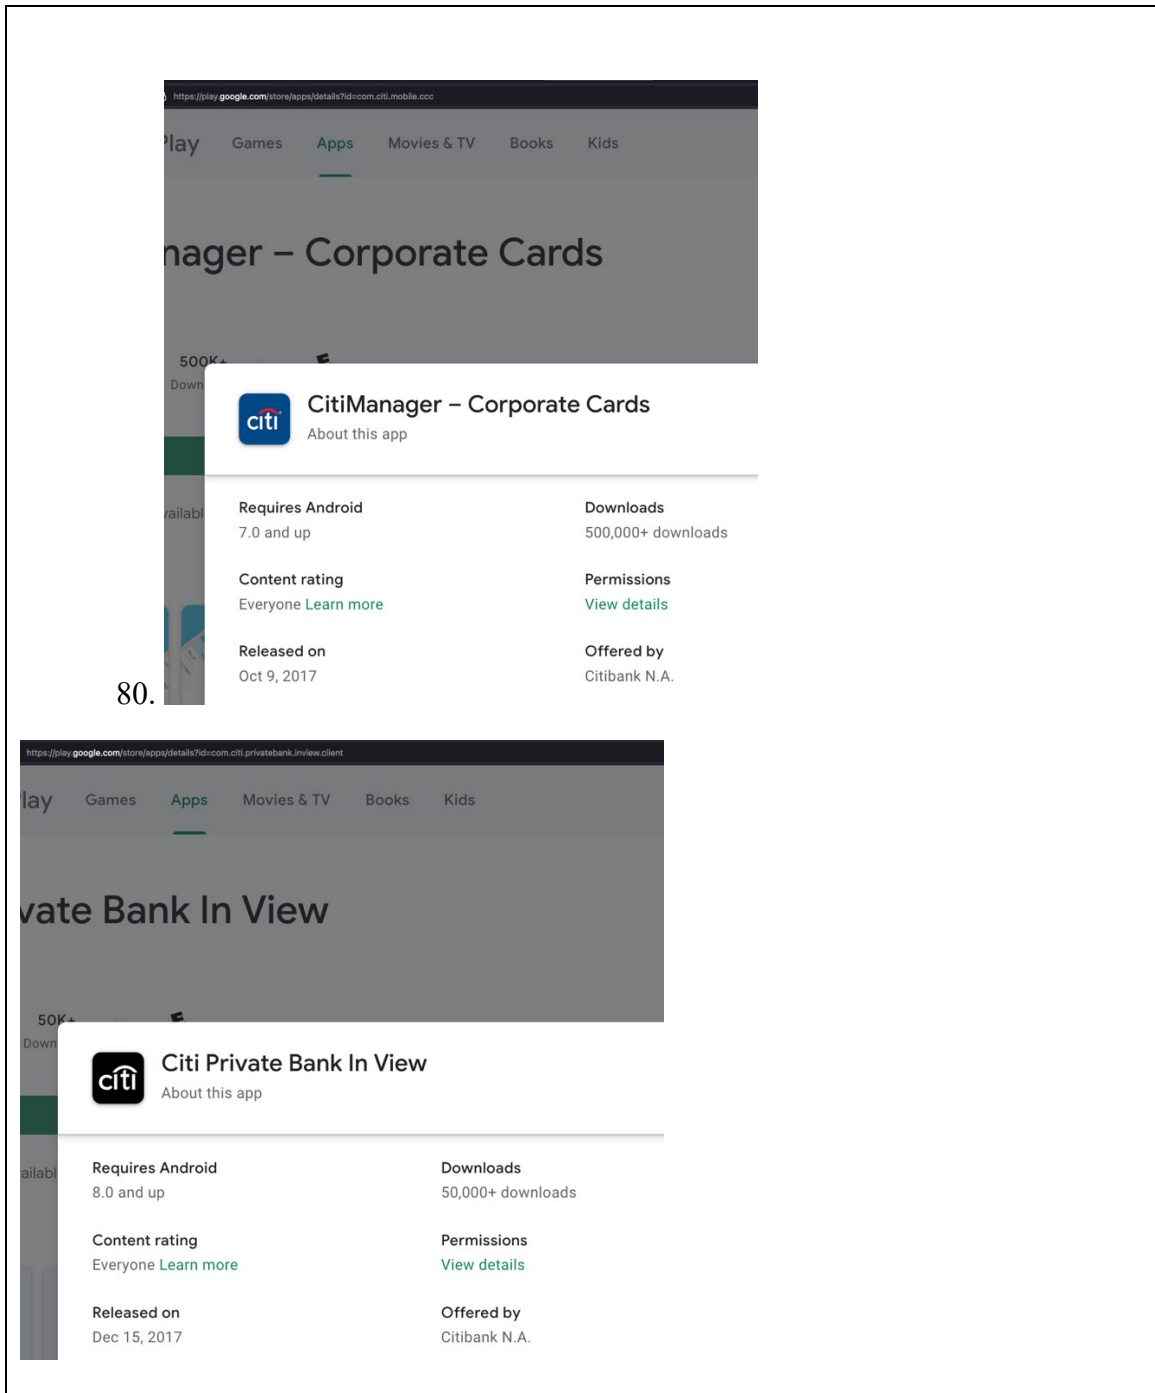 https://play.google.com/store/apps/details?id=com.citi.mobile.ccc
Play Games Apps Movies & TV Books Kids
nager – Corporate Cards
500K+
Down
CitiManager – Corporate Cards
citi
About this app
vailabl
Requires Android Downloads
7.0 and up 500,000+ downloads
Content rating Permissions
Everyone Learn more View details
Released on Offered by
Oct 9, 2017 Citibank N.A.
80.
https://play.google.com/store/apps/details?id=com.citi.privatebank.inview.client
lay Games Apps Movies & TV Books Kids
vate Bank In View
50K+
Down
Citi Private Bank In View
citi
About this app
Requires Android Downloads
ailabl
8.0 and up 50,000+ downloads
Content rating Permissions
Everyone Learn more View details
Released on Offered by
Dec 15, 2017 Citibank N.A.